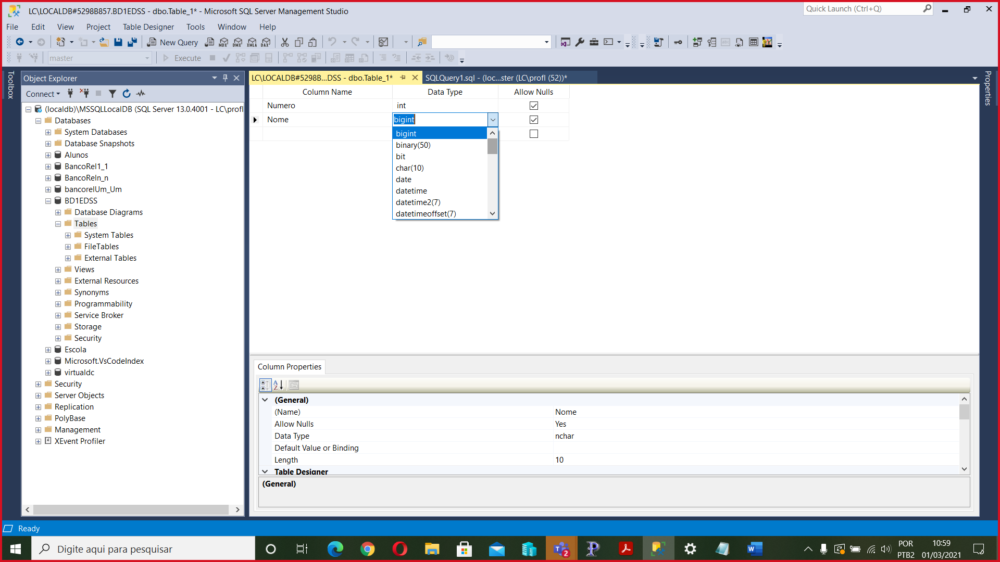 LC\LOCALDB#5298B857.BD1EDSS - dbo.Table_1* - Microsoft SQL Server Management Studio
Quick Launch (Ctrl+Q)
File Edit View Project Table Designer Tools Window Help
New Query MDX DMX XMLA DAX
master Execute
Toolbox
Object Explorer
Connect
(localdb)\MSSQLLocalDB (SQL Server 13.0.4001 - LC\profl
Databases
System Databases
Database Snapshots
Alunos
BancoRel1_1
BancoReln_n
bancorelUm_Um
BD1EDSS
Database Diagrams
Tables
System Tables
FileTables
External Tables
Views
External Resources
Synonyms
Programmability
Service Broker
Storage
Security
Escola
Microsoft.VsCodeIndex
virtualdc
Security
Server Objects
Replication
PolyBase
Management
XEvent Profiler
LC\LOCALDB#5298B...DSS - dbo.Table_1* SQLQuery1.sql - (loc...ster (LC\profl (52))*
Properties
Column Name Data Type Allow Nulls
Numero int
Nome bigint
bigint
binary(50)
bit
char(10)
date
datetime
datetime2(7)
datetimeoffset(7)
Column Properties
(General)
(Name) Nome
Allow Nulls Yes
Data Type nchar
Default Value or Binding
Length 10
Table Designer
(General)
Ready
Digite aqui para pesquisar
2
POR
PTB2
10:59
01/03/2021